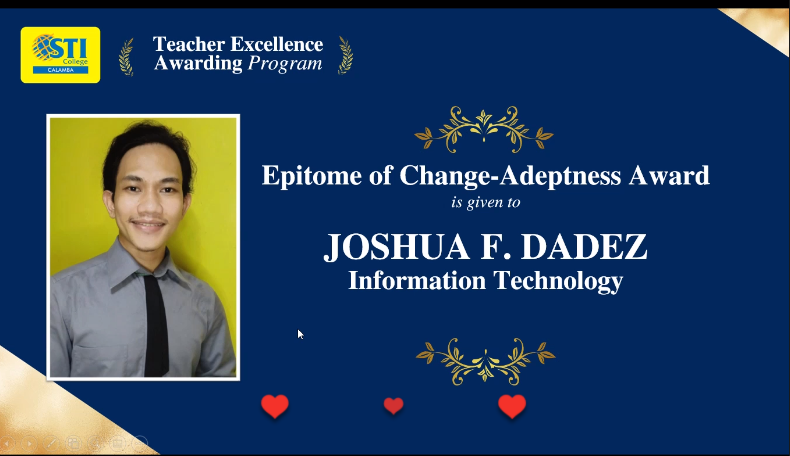 STI
College
CALAMBA
Teacher Excellence
Awarding Program
Epitome of Change-Adeptness Award
is given to
JOSHUA F. DADEZ
Information Technology